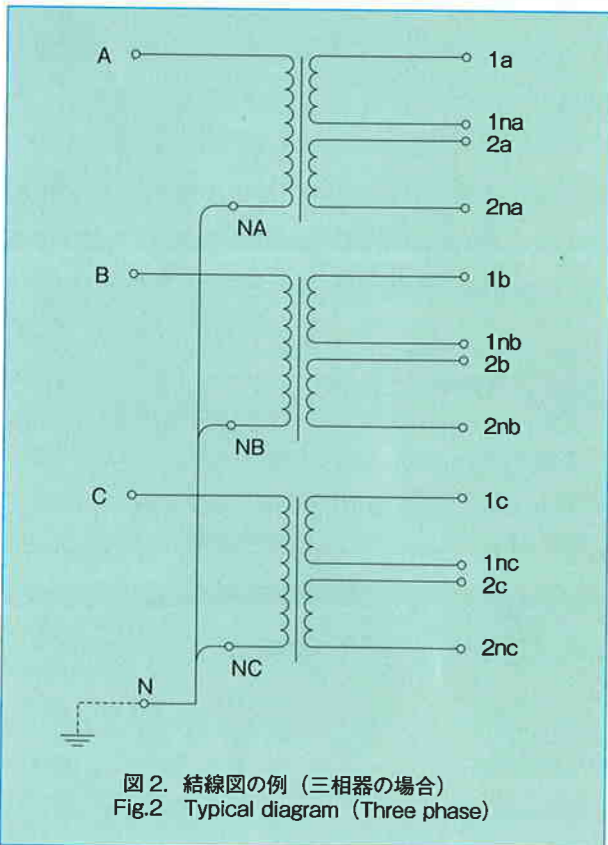 A
1a
1na
2a
2na
NA
B
1b
1nb
2b
2nb
NB
C
1c
1nc
2c
2nc
NC
N
図2. 結線図の例（三相器の場合）
Fig.2 Typical diagram（Three phase）